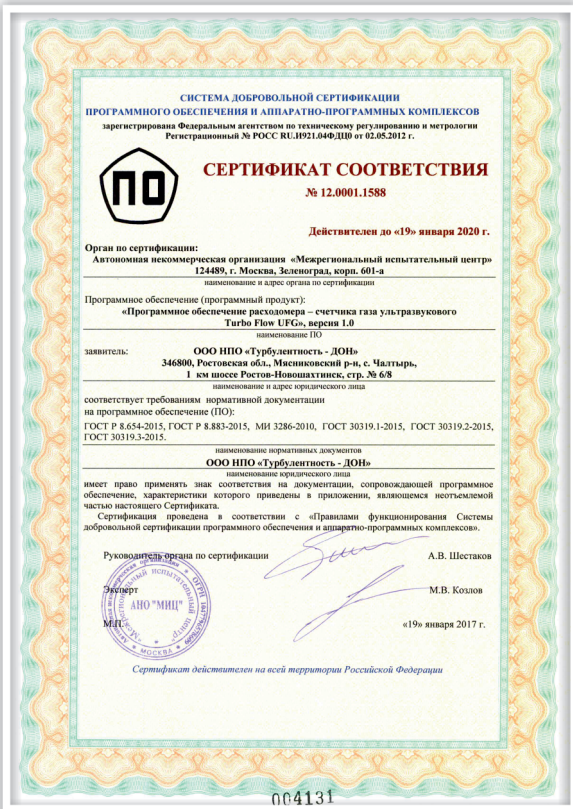 СИСТЕМА ДОБРОВОЛЬНОЙ СЕРТИФИКАЦИИ
ПРОГРАММНОГО ОБЕСПЕЧЕНИЯ И АППАРАТНО-ПРОГРАММНЫХ КОМПЛЕКСОВ
зарегистрирована Федеральным агентством по техническому регулированию и метрологии
Регистрационный № РОСС RU.И921.04ФДЦ0 от 02.05.2012 г.
ПО
СЕРТИФИКАТ СООТВЕТСТВИЯ
№ 12.0001.1588
Действителен до «19» января 2020 г.
Орган по сертификации:
Автономная некоммерческая организация «Межрегиональный испытательный центр»
124489, г. Москва, Зеленоград, корп. 601-а
наименование и адрес органа по сертификации
Программное обеспечение (программный продукт):
«Программное обеспечение расходомера – счетчика газа ультразвукового
Turbo Flow UFG», версия 1.0
наименование ПО
заявитель: ООО НПО «Турбулентность - ДОН»
346800, Ростовская обл., Мясниковский р-н, с. Чалтырь,
1 км шоссе Ростов-Новошахтинск, стр. № 6/8
наименование и адрес юридического лица
соответствует требованиям нормативной документации
на программное обеспечение (ПО):
ГОСТ Р 8.654-2015, ГОСТ Р 8.883-2015, МИ 3286-2010, ГОСТ 30319.1-2015, ГОСТ 30319.2-2015,
ГОСТ 30319.3-2015.
наименование нормативных документов
ООО НПО «Турбулентность - ДОН»
наименование юридического лица
имеет право применять знак соответствия на документации, сопровождающей программное
обеспечение, характеристики которого приведены в приложении, являющемся неотъемлемой
частью настоящего Сертификата.
Сертификация проведена в соответствии с «Правилами функционирования Системы
добровольной сертификации программного обеспечения и аппаратно-программных комплексов».
Руководитель органа по сертификации А.В. Шестаков
Эксперт М.В. Козлов
М.П. «19» января 2017 г.
Автономная некоммерческая организация
"Межрегиональный испытательный центр"
АНО "МИЦ"
МОСКВА
Сертификат действителен на всей территории Российской Федерации
004131